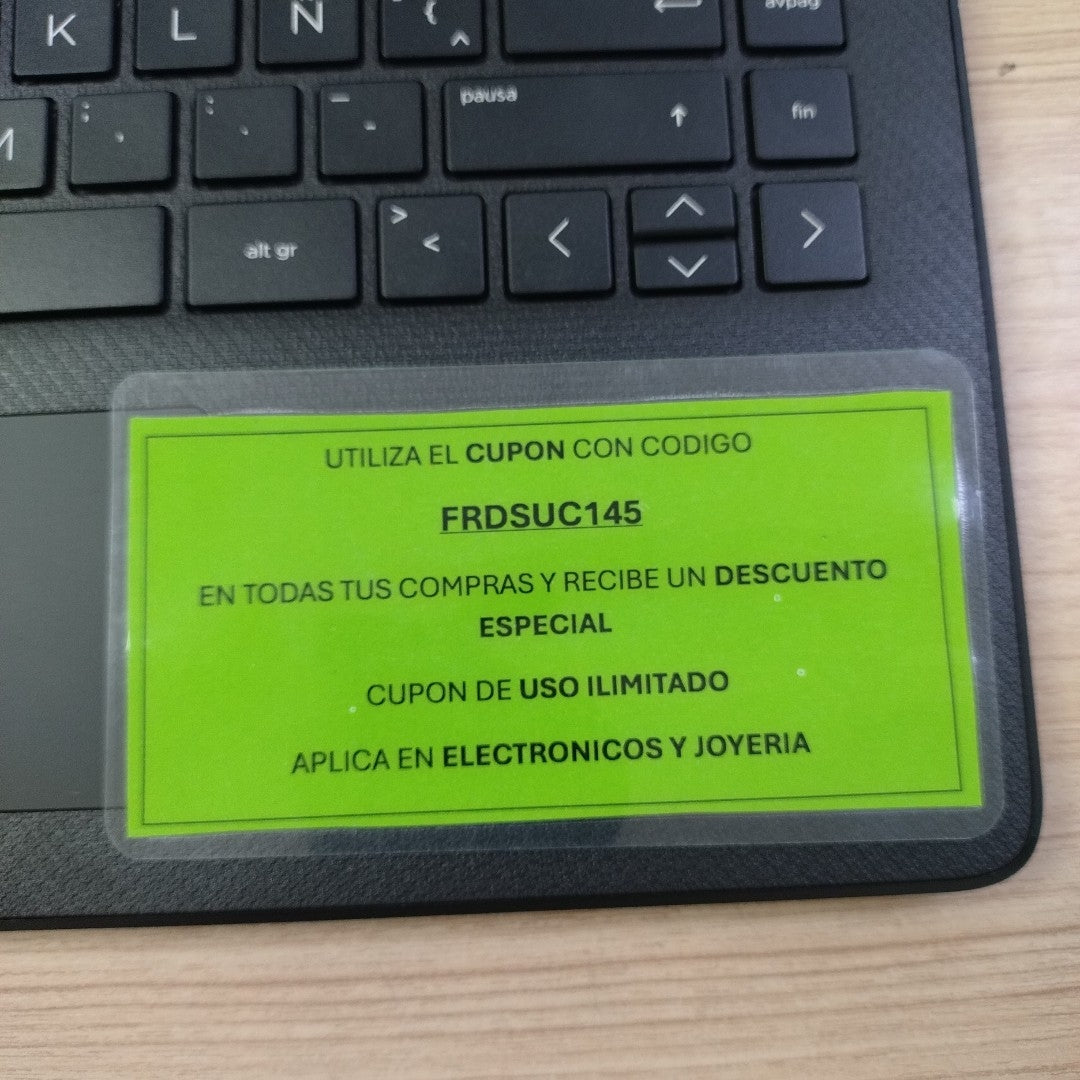 K L Ñ { ^ avpag
M ; , : . _ - pausa ↑ fin
alt gr > < < ^ v >
UTILIZA EL CUPON CON CODIGO
FRDSUC145
EN TODAS TUS COMPRAS Y RECIBE UN DESCUENTO
ESPECIAL
CUPON DE USO ILIMITADO
APLICA EN ELECTRONICOS Y JOYERIA